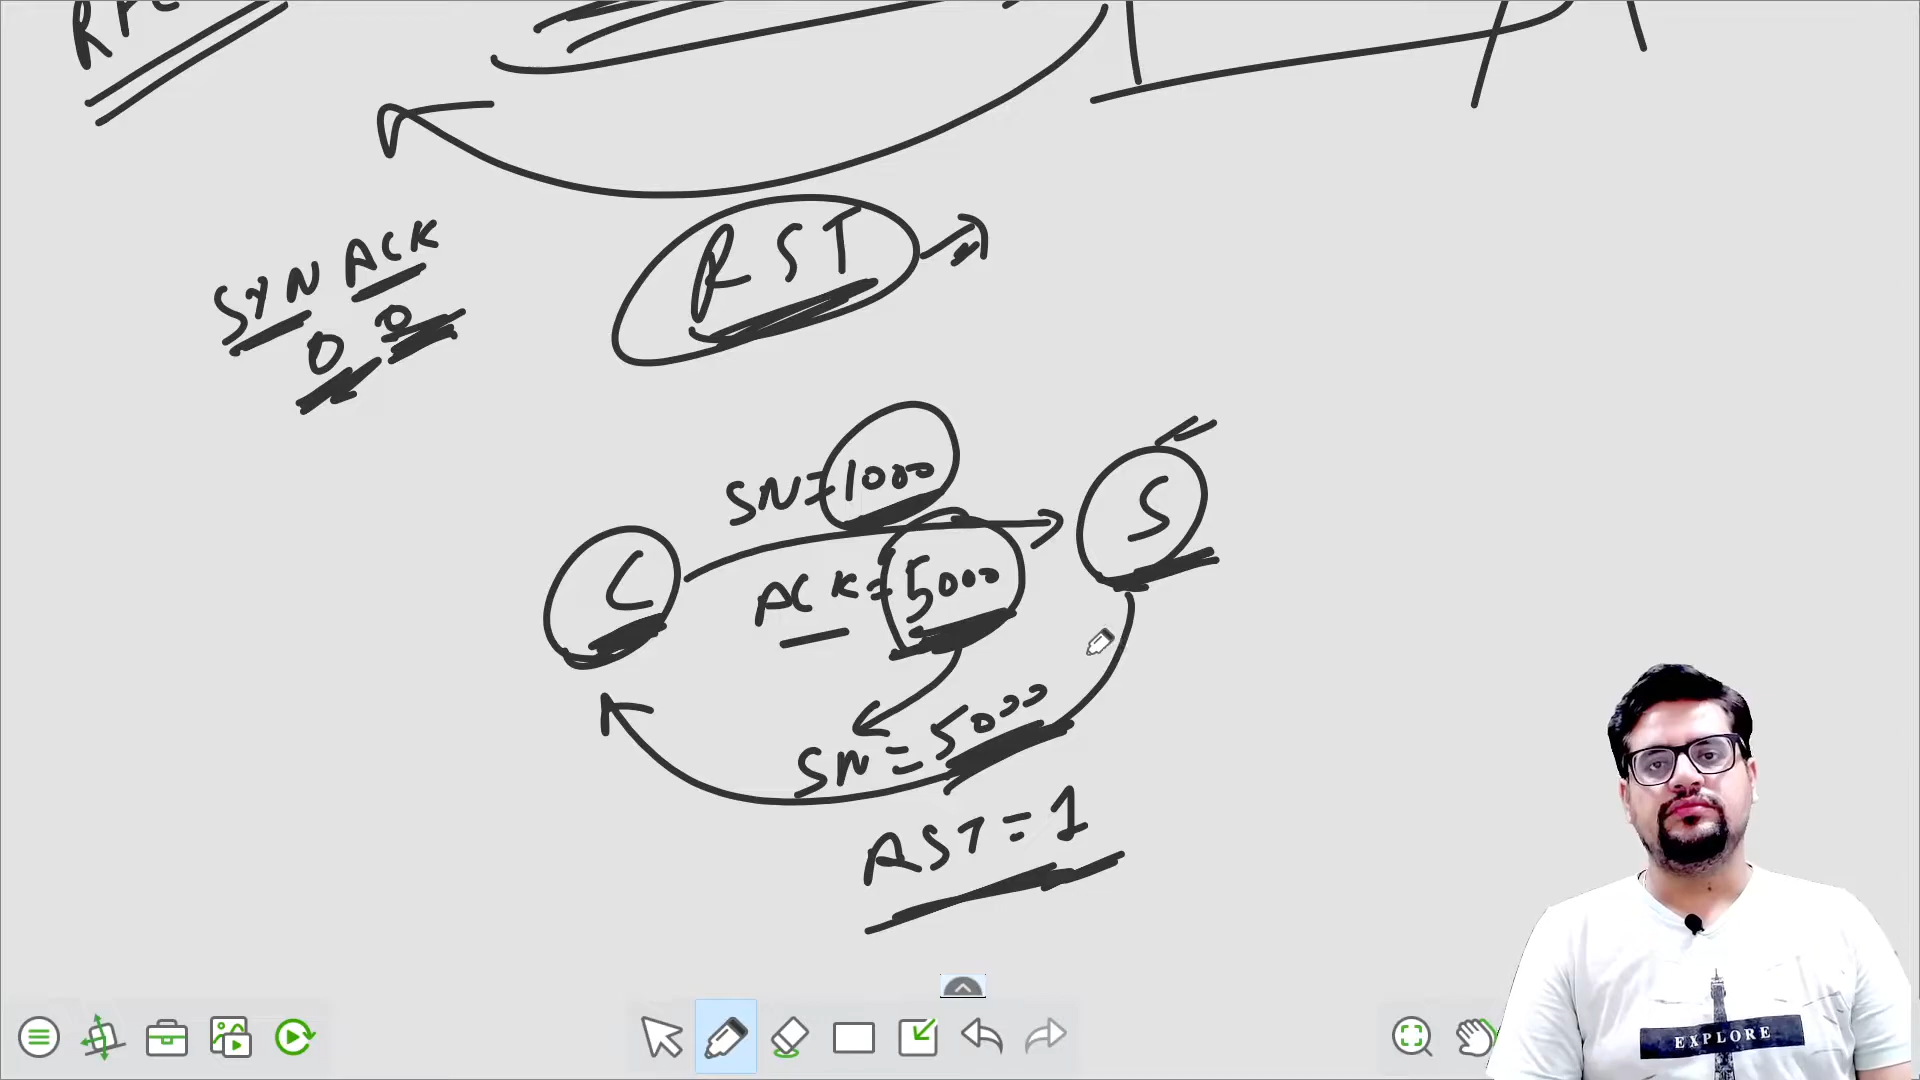 SYN ACK
0 0
RST
SN=1000
C
S
ACK=5000
SN=5000
RST=1
EXPLORE